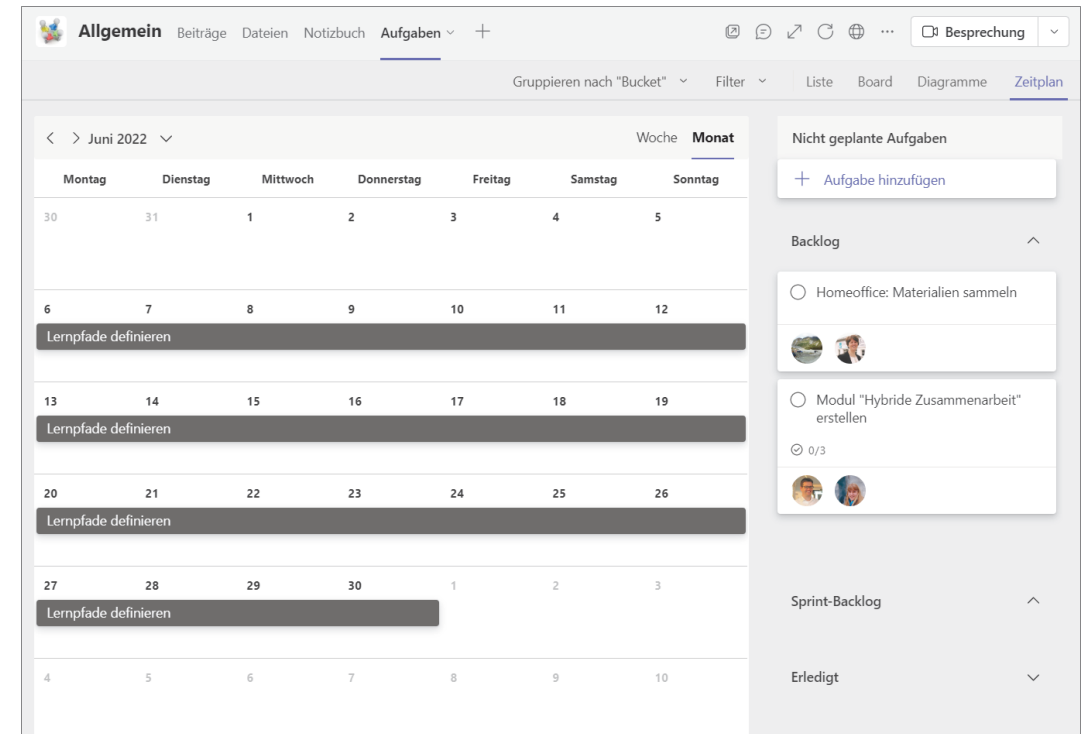 Allgemein Beiträge Dateien Notizbuch Aufgaben Besprechung
Gruppieren nach "Bucket" Filter Liste Board Diagramme Zeitplan
Juni 2022 Woche Monat
Montag Dienstag Mittwoch Donnerstag Freitag Samstag Sonntag
30 31 1 2 3 4 5
6 7 8 9 10 11 12
Lernpfade definieren
13 14 15 16 17 18 19
Lernpfade definieren
20 21 22 23 24 25 26
Lernpfade definieren
27 28 29 30 1 2 3
Lernpfade definieren
4 5 6 7 8 9 10
Nicht geplante Aufgaben
Aufgabe hinzufügen
Backlog
Homeoffice: Materialien sammeln
Modul "Hybride Zusammenarbeit"
erstellen
0/3
Sprint-Backlog
Erledigt